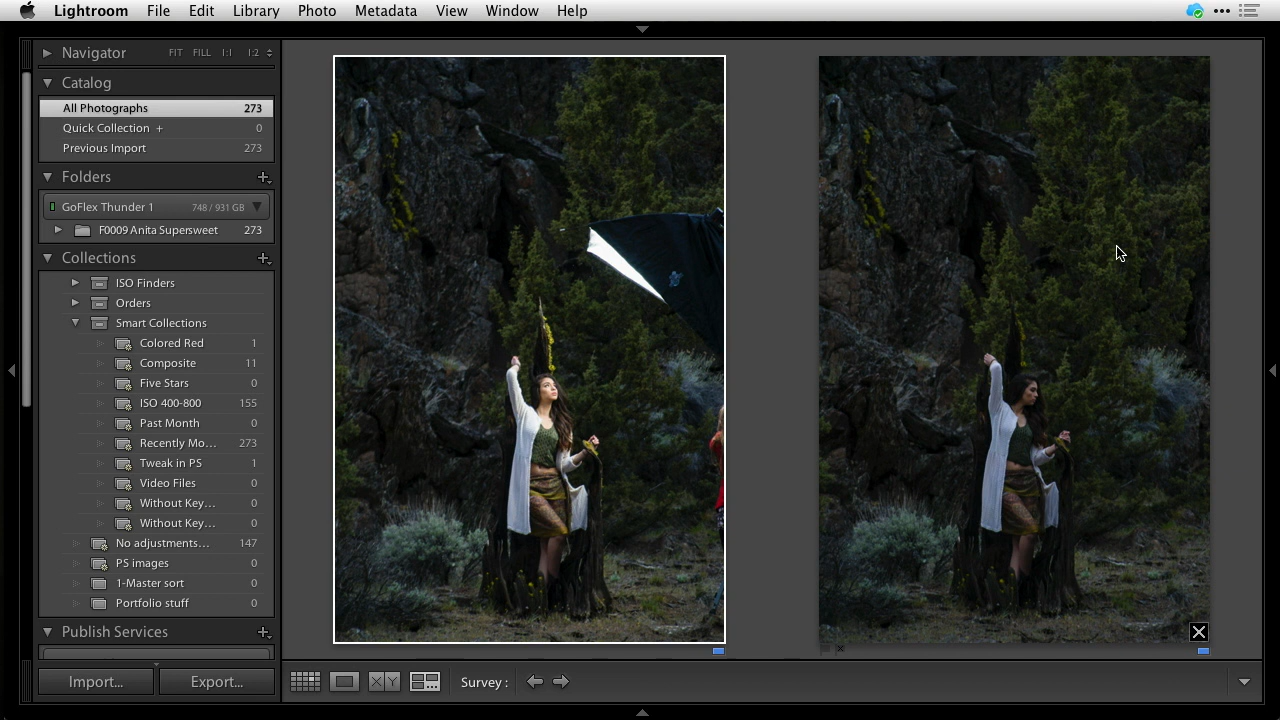 Lightroom File Edit Library Photo Metadata View Window Help
Navigator FIT FILL 1:1 1:2
Catalog
All Photographs 273
Quick Collection + 0
Previous Import 273
Folders
GoFlex Thunder 1 748 / 931 GB
F0009 Anita Supersweet 273
Collections
ISO Finders
Orders
Smart Collections
Colored Red 1
Composite 11
Five Stars 0
ISO 400-800 155
Past Month 0
Recently Mo... 273
Tweak in PS 1
Video Files 0
Without Key... 0
Without Key... 0
No adjustments... 147
PS images 0
1-Master sort 0
Portfolio stuff 0
Publish Services
Import... Export... XY Survey :